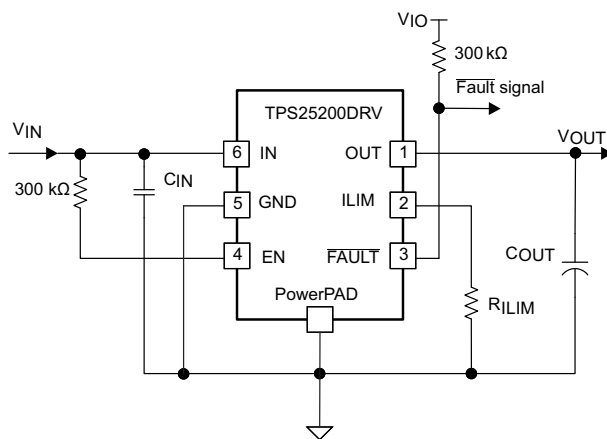 VIO
300 kΩ
Fault signal
TPS25200DRV
VIN
VOUT
6 IN
OUT 1
CIN
300 kΩ
5 GND
ILIM 2
4 EN
FAULT 3
COUT
PowerPAD
RILIM